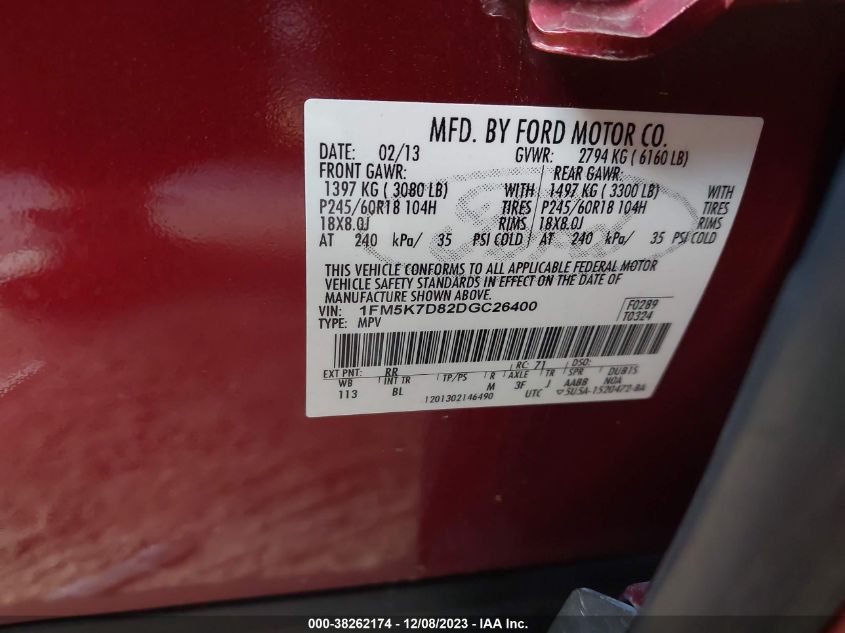 MFD. BY FORD MOTOR CO.
DATE: 02/13 GVWR: 2794 KG ( 6160 LB)
FRONT GAWR: REAR GAWR:
1397 KG ( 3080 LB) WITH 1497 KG ( 3300 LB) WITH
P245/60R18 104H TIRES P245/60R18 104H TIRES
18X8.0J RIMS 18X8.0J RIMS
AT 240 kPa/ 35 PSI COLD AT 240 kPa/ 35 PSI COLD
THIS VEHICLE CONFORMS TO ALL APPLICABLE FEDERAL MOTOR
VEHICLE SAFETY STANDARDS IN EFFECT ON THE DATE OF
MANUFACTURE SHOWN ABOVE.
VIN: 1FM5K7D82DGC26400 F0289
TYPE: MPV T0324
EXT PNT: RR RC: 71 DSO:
WB INT TR TP/PS R AXLE TR SPR DUBTS
113 BL M 3F J AABB NOA
1201302146490 UTC ▽5U5A-1520472-BA
000-38262174 - 12/08/2023 - IAA Inc.